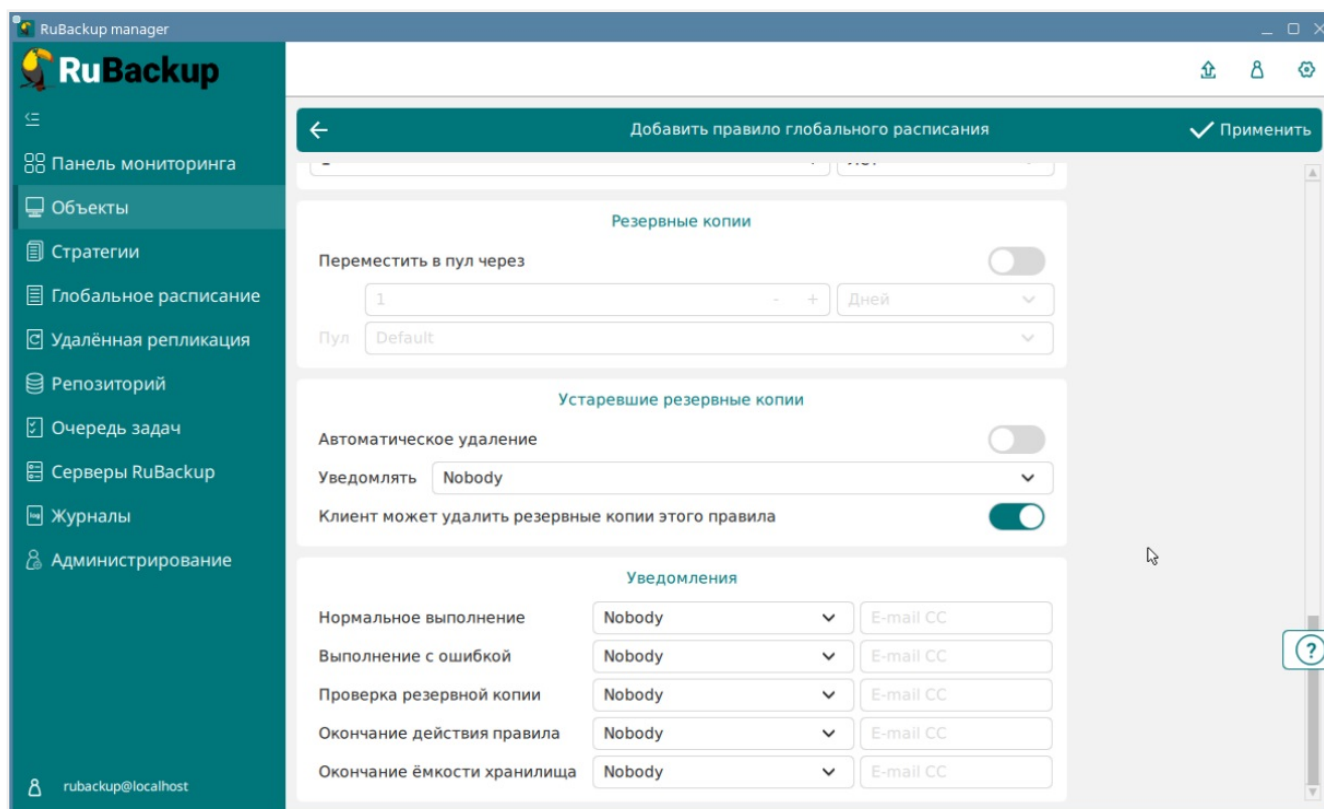 RuBackup manager
RuBackup
Добавить правило глобального расписания
Применить
Панель мониторинга
Объекты
Стратегии
Глобальное расписание
Удалённая репликация
Репозиторий
Очередь задач
Серверы RuBackup
Журналы
Администрирование
rubackup@localhost
Резервные копии
Переместить в пул через
1 - + Дней
Пул Default
Устаревшие резервные копии
Автоматическое удаление
Уведомлять Nobody
Клиент может удалить резервные копии этого правила
Уведомления
Нормальное выполнение Nobody E-mail CC
Выполнение с ошибкой Nobody E-mail CC
Проверка резервной копии Nobody E-mail CC
Окончание действия правила Nobody E-mail CC
Окончание ёмкости хранилища Nobody E-mail CC
?